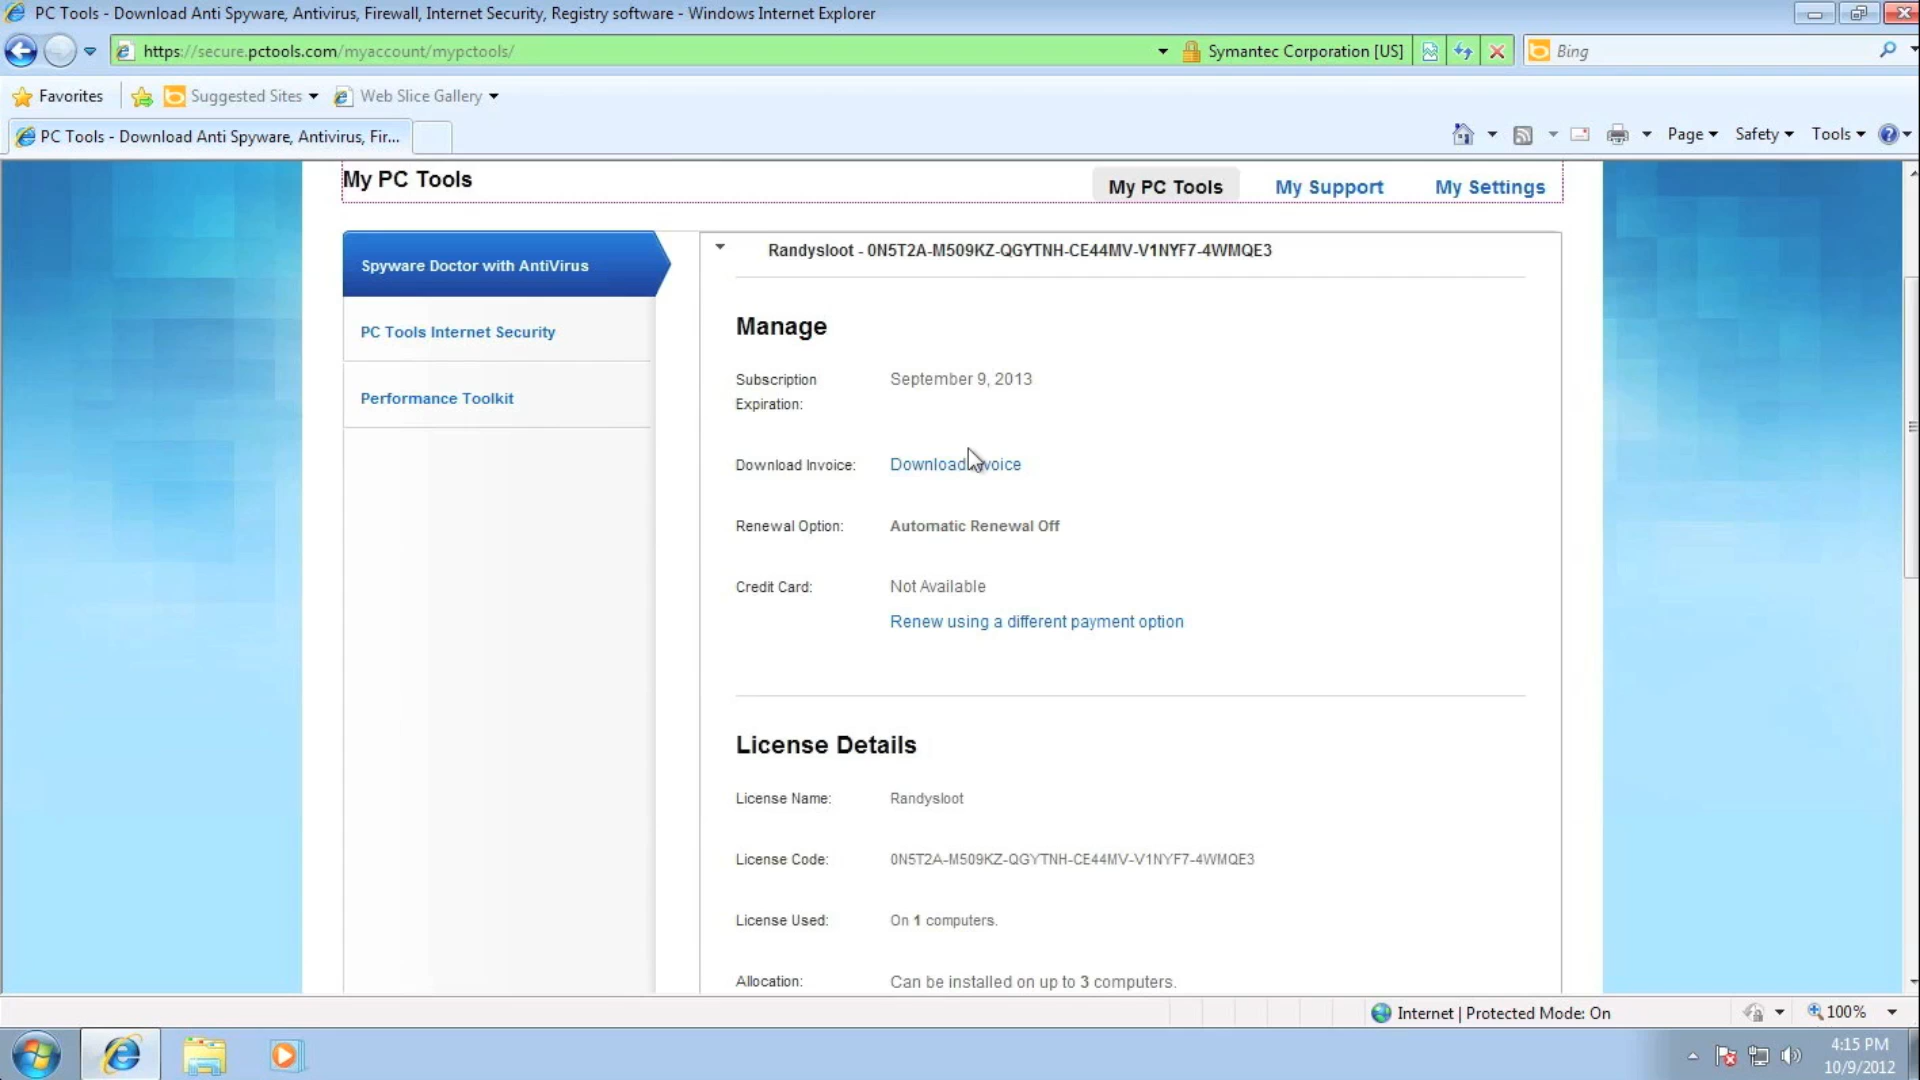 PC Tools - Download Anti Spyware, Antivirus, Firewall, Internet Security, Registry software - Windows Internet Explorer
https://secure.pctools.com/myaccount/mypctools/
Symantec Corporation [US]
Bing
Favorites
Suggested Sites
Web Slice Gallery
PC Tools - Download Anti Spyware, Antivirus, Fir...
Page
Safety
Tools
My PC Tools
My PC Tools
My Support
My Settings
Spyware Doctor with AntiVirus
PC Tools Internet Security
Performance Toolkit
Randysloot - 0N5T2A-M509KZ-QGYTNH-CE44MV-V1NYF7-4WMQE3
Manage
Subscription Expiration:
September 9, 2013
Download Invoice:
Download voice
Renewal Option:
Automatic Renewal Off
Credit Card:
Not Available
Renew using a different payment option
License Details
License Name:
Randysloot
License Code:
0N5T2A-M509KZ-QGYTNH-CE44MV-V1NYF7-4WMQE3
License Used:
On 1 computers.
Allocation:
Can be installed on up to 3 computers.
Internet | Protected Mode: On
100%
4:15 PM
10/9/2012